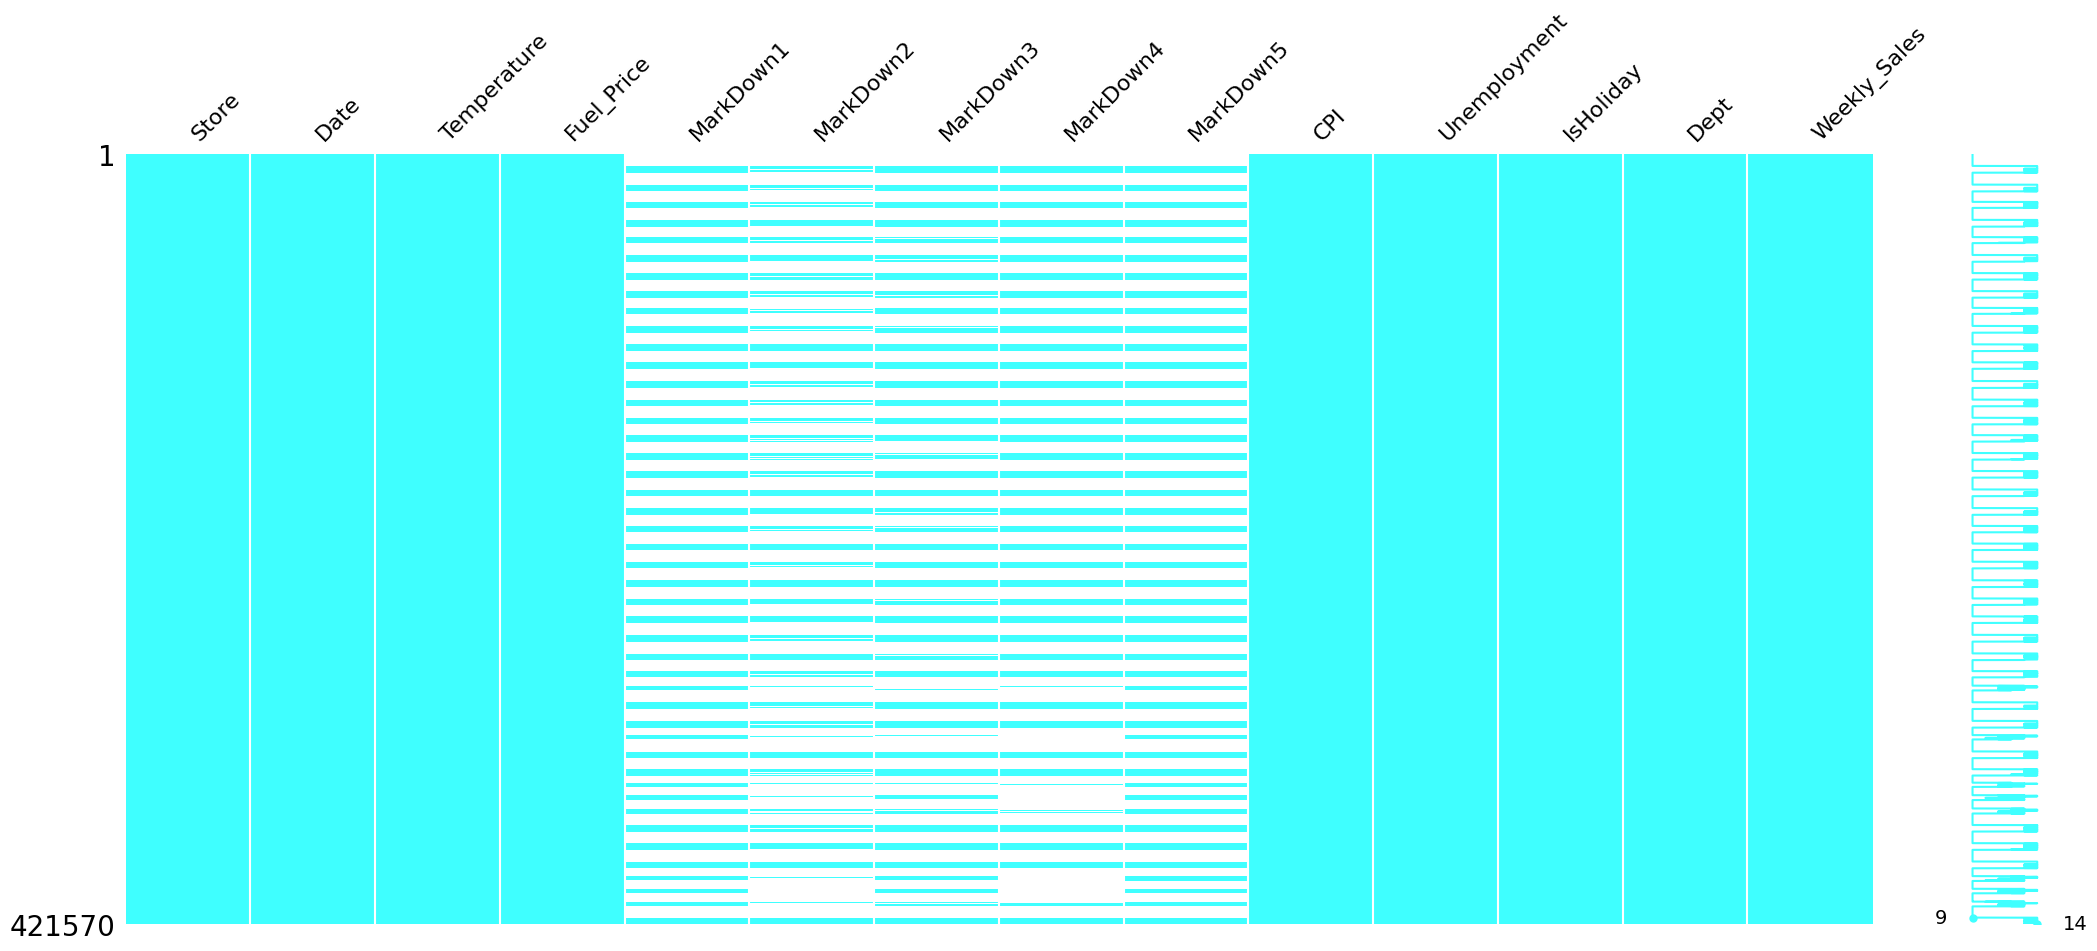 Store
Date
Temperature
Fuel_Price
MarkDown1
MarkDown2
MarkDown3
MarkDown4
MarkDown5
CPI
Unemployment
IsHoliday
Dept
Weekly_Sales
1
421570
9
14